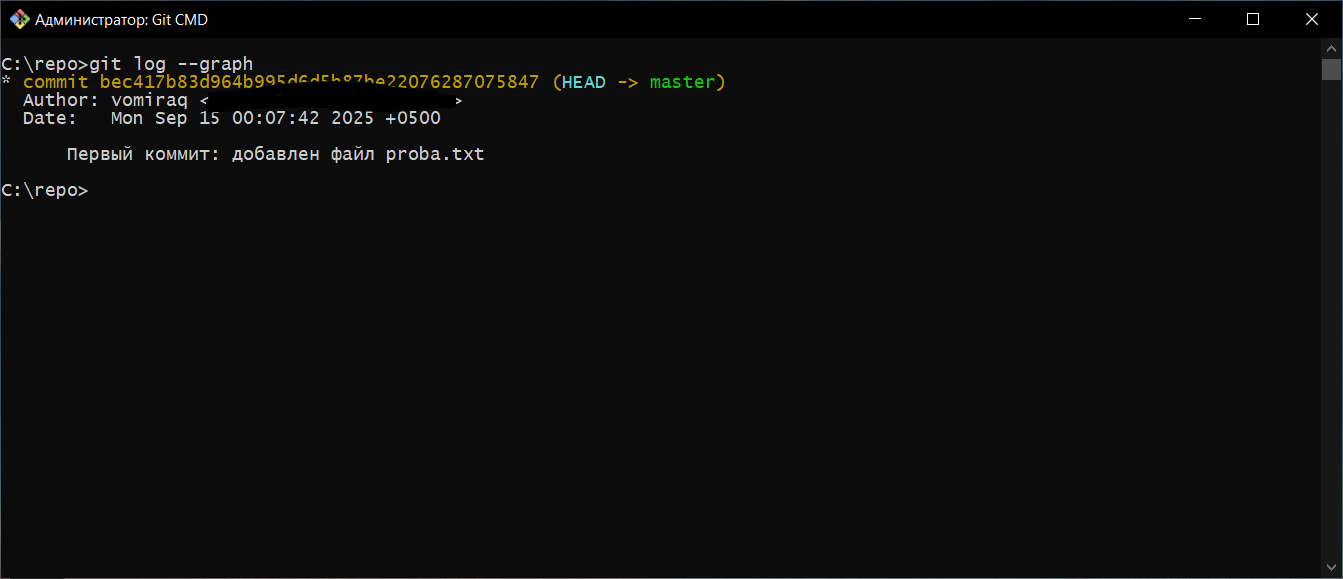 Администратор: Git CMD
C:\repo>git log --graph
* commit bec417b83d964b995d6d5b87be22076287075847 (HEAD -> master)
Author: vomiraq < >
Date: Mon Sep 15 00:07:42 2025 +0500
Первый коммит: добавлен файл proba.txt
C:\repo>